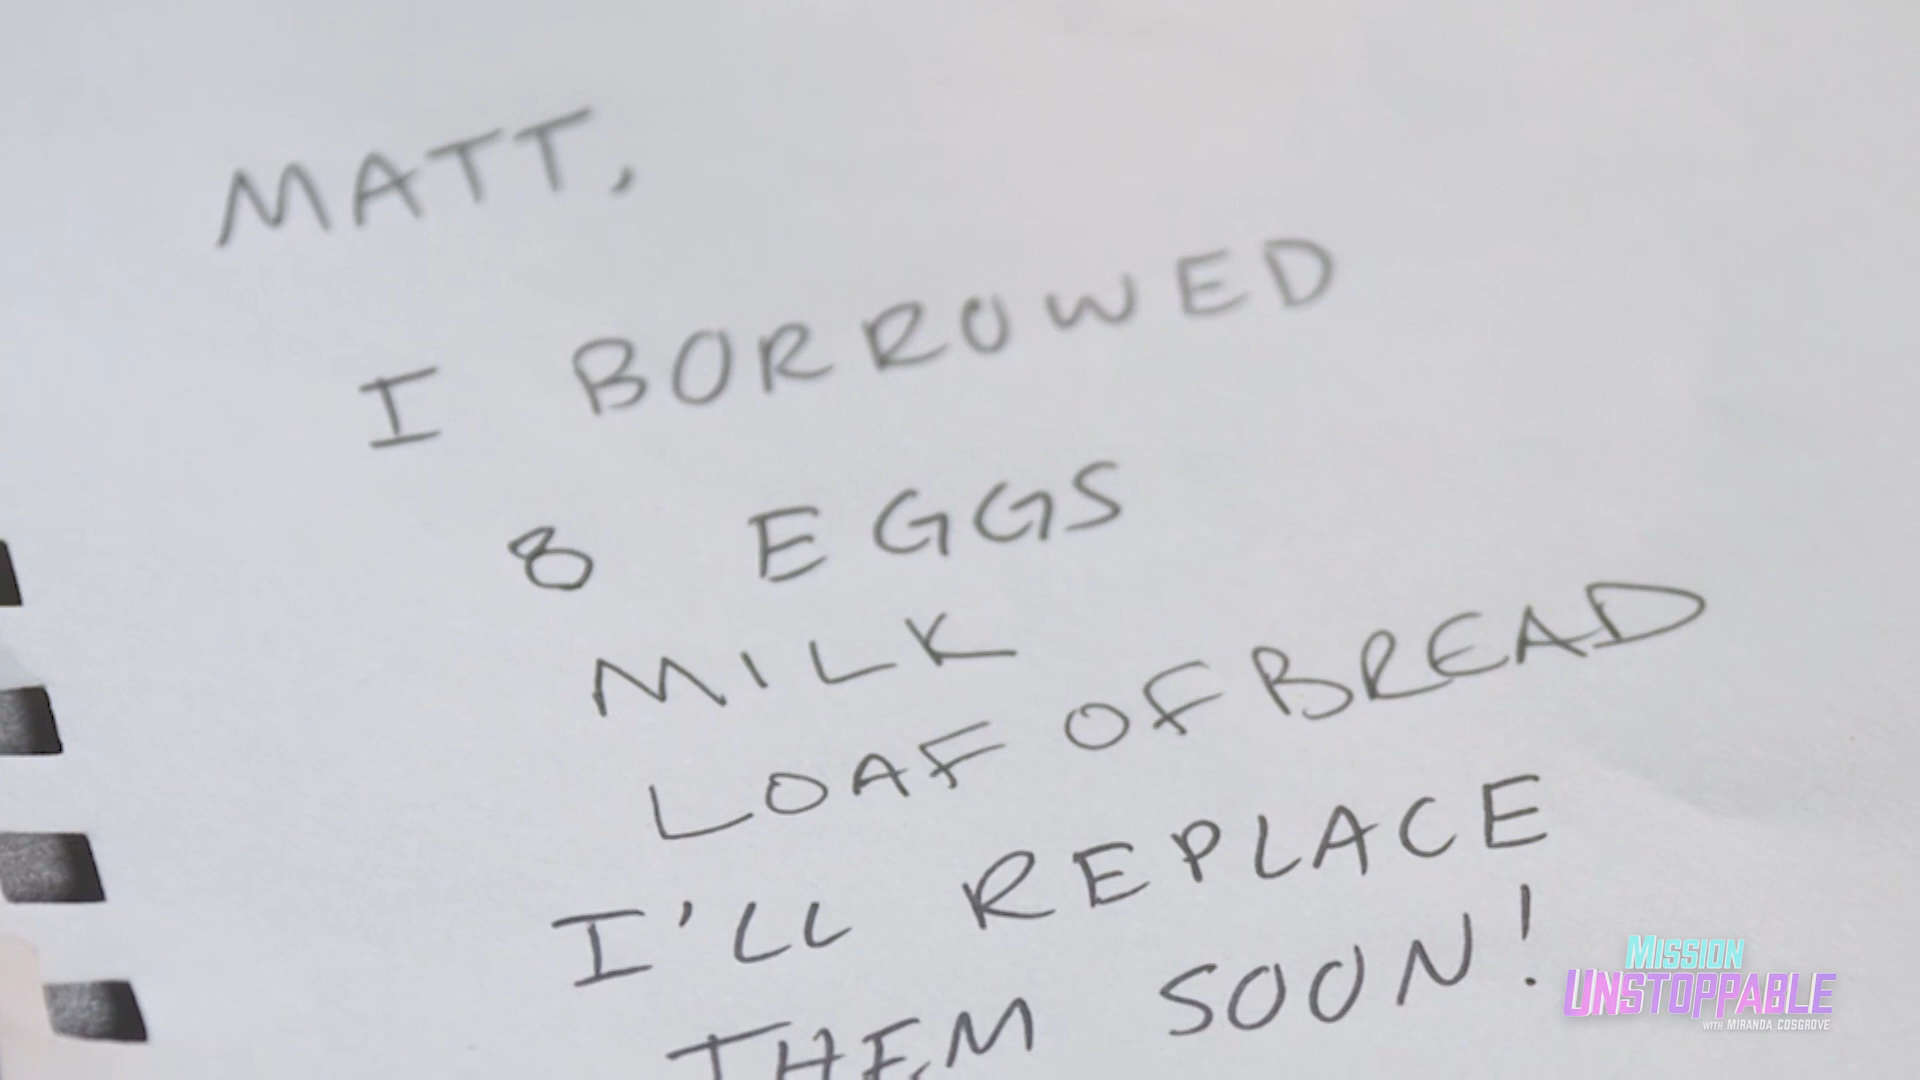 MATT,
I BORROWED
8 EGGS
MILK
LOAF OF BREAD
I'LL REPLACE
THEM SOON!
MISSION
UNSTOPPABLE
WITH MIRANDA COSGROVE